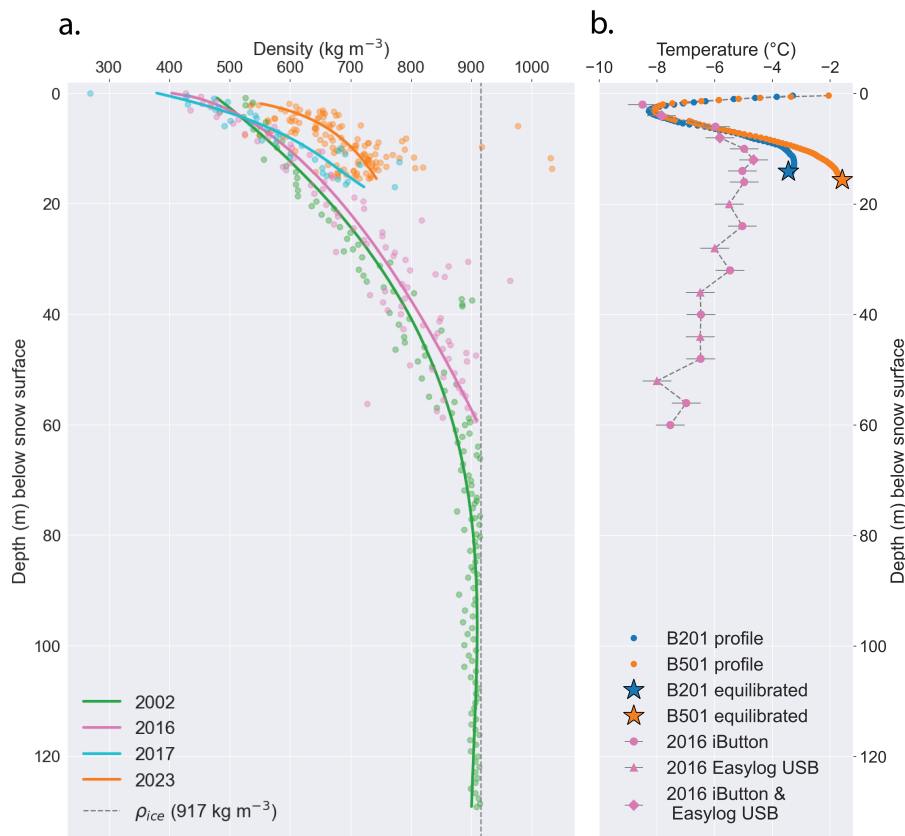 a.
Density (kg m⁻³)
300 400 500 600 700 800 900 1000
0
20
40
60
80
100
120
Depth (m) below snow surface
2002
2016
2017
2023
ρice (917 kg m⁻³)
b.
Temperature (°C)
−10 −8 −6 −4 −2
0
20
40
60
80
100
120
Depth (m) below snow surface
B201 profile
B501 profile
B201 equilibrated
B501 equilibrated
2016 iButton
2016 Easylog USB
2016 iButton &
Easylog USB